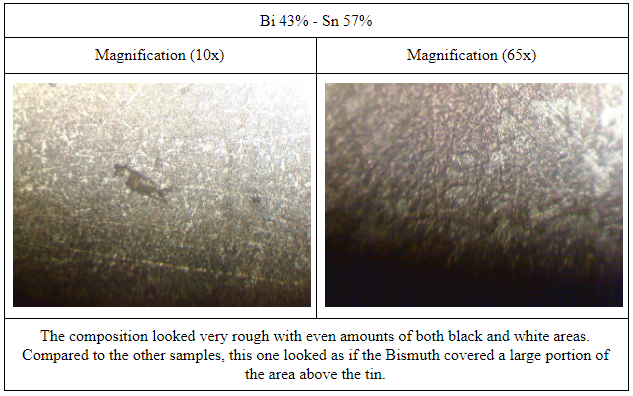 Bi 43% - Sn 57%
Magnification (10x)
Magnification (65x)
The composition looked very rough with even amounts of both black and white areas.
Compared to the other samples, this one looked as if the Bismuth covered a large portion of
the area above the tin.